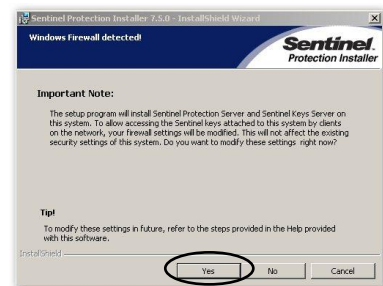 Sentinel Protection Installer 7.5.0 - InstallShield Wizard
Windows Firewall detected!
Sentinel.
Protection Installer
Important Note:
The setup program will install Sentinel Protection Server and Sentinel Keys Server on
this system. To allow accessing the Sentinel keys attached to this system by clients
on the network, your firewall settings will be modified. This will not affect the existing
security settings of this system. Do you want to modify these settings right now?
Tip!
To modify these settings in future, refer to the steps provided in the Help provided
with this software.
InstallShield
Yes No Cancel